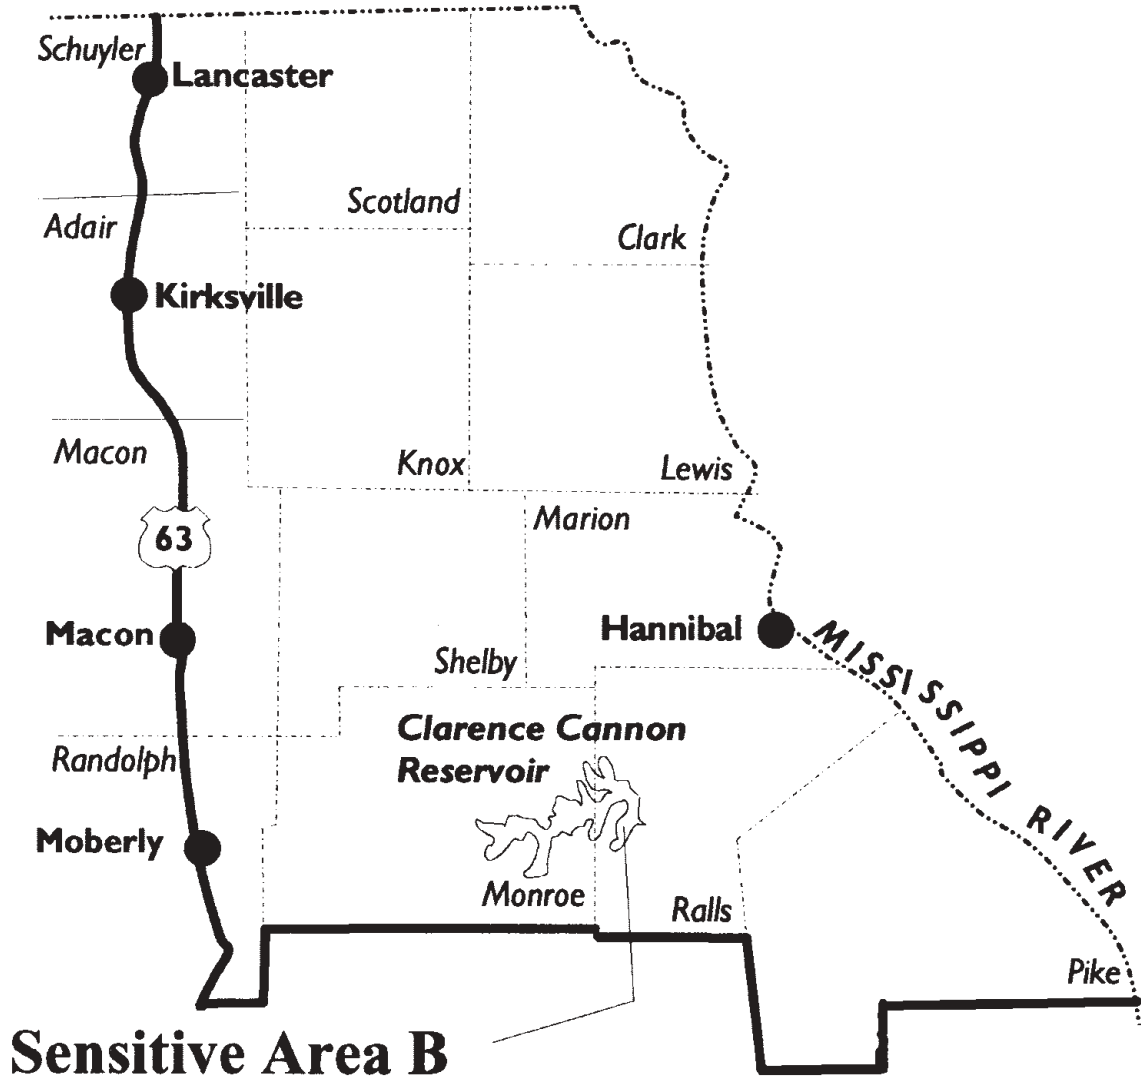 Schuyler
Lancaster
Scotland
Adair
Clark
Kirksville
Macon
Knox
Lewis
Marion
63
Macon
Hannibal
MISSISSIPPI RIVER
Shelby
Clarence Cannon
Reservoir
Randolph
Moberly
Monroe
Ralls
Pike
Sensitive Area B